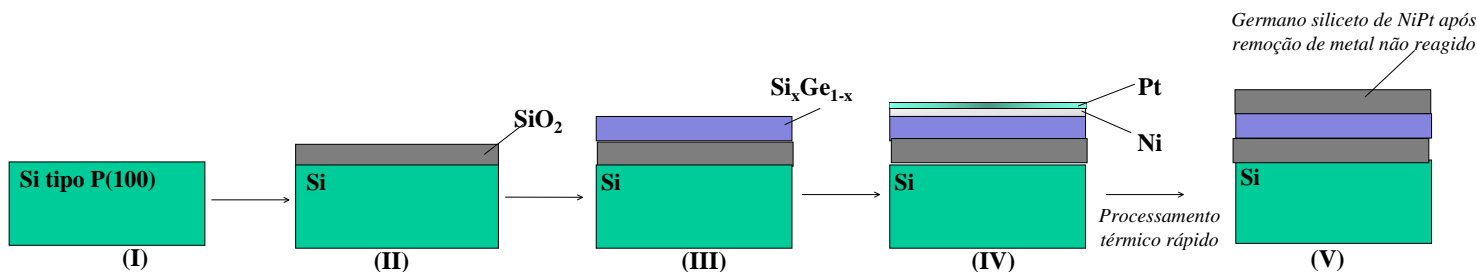 Germano siliceto de NiPt após
remoção de metal não reagido
Si tipo P(100)
(I)
SiO₂
Si
(II)
SiₓGe₁₋ₓ
(III)
Pt
Ni
Si
(IV)
Processamento
térmico rápido
Si
(V)